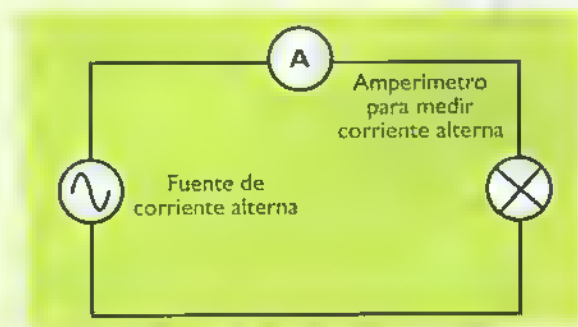 A
Amperimetro
para medir
corriente alterna
Fuente de
corriente alterna